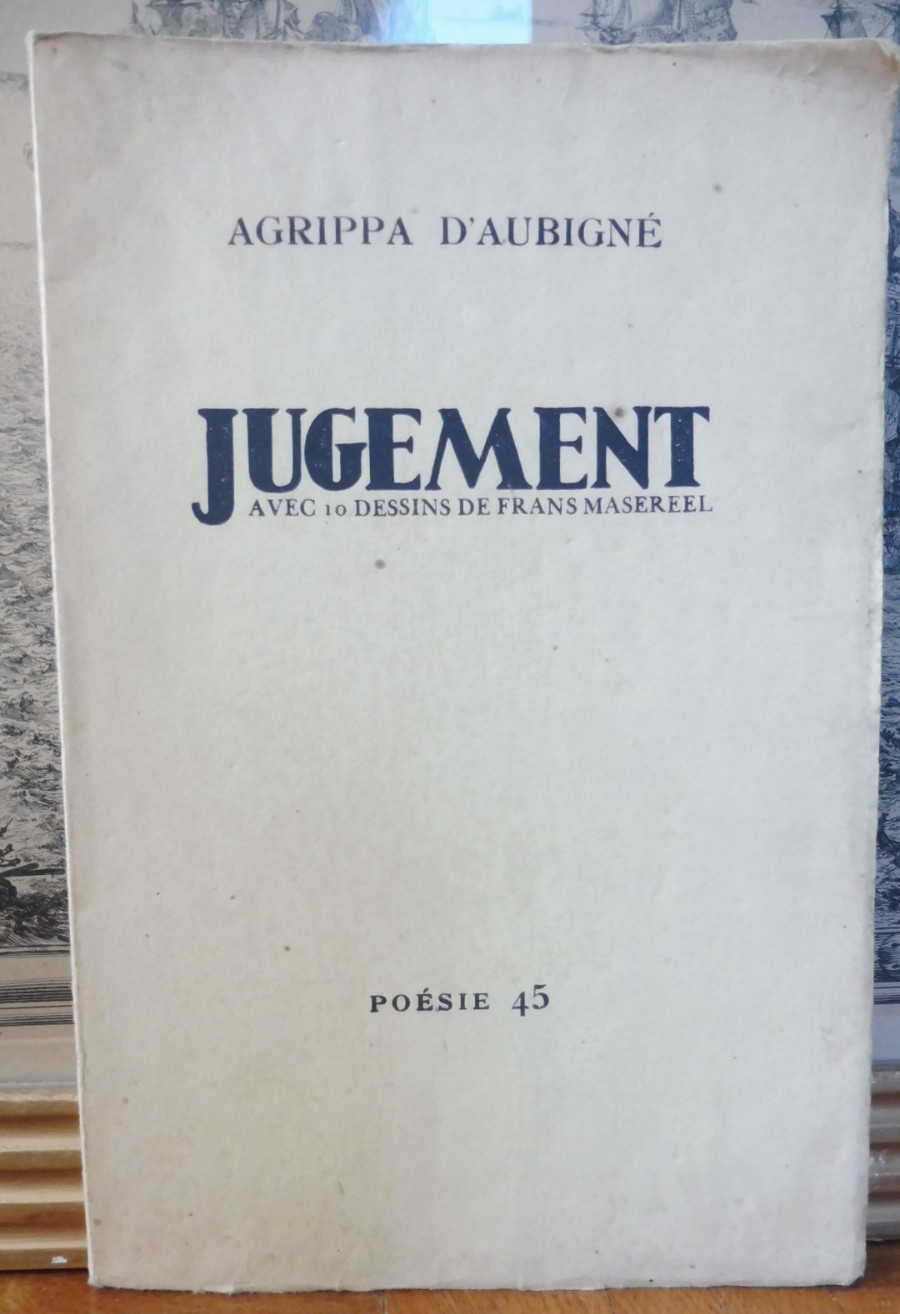 AGRIPPA D'AUBIGNÉ
JUGEMENT
AVEC 10 DESSINS DE FRANS MASEREEL
POÉSIE 45